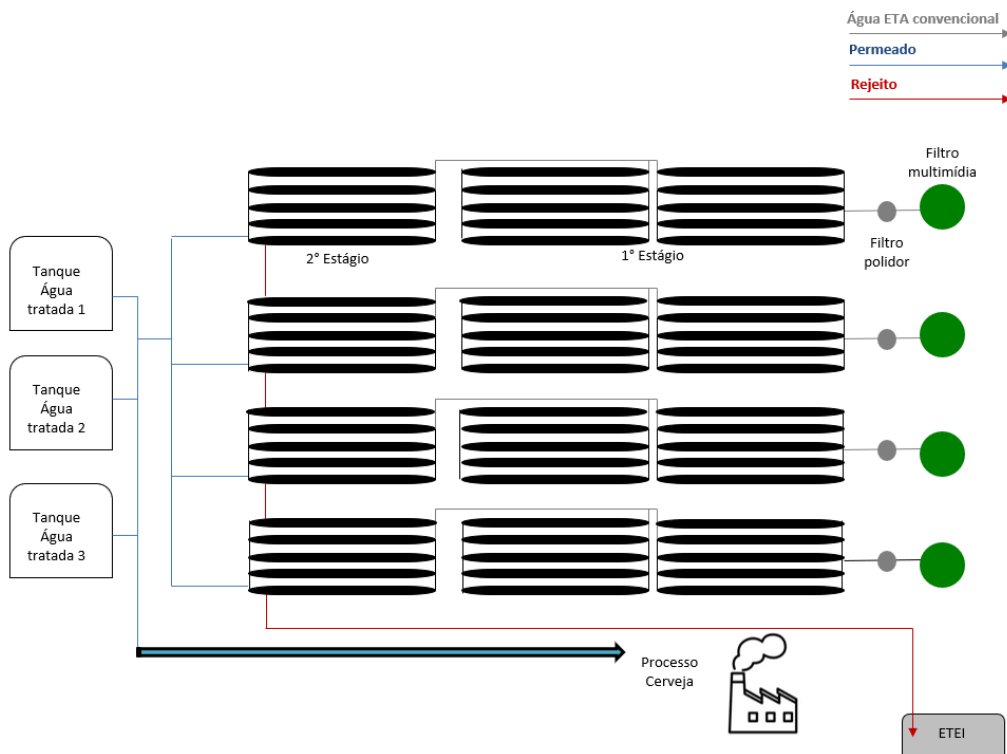 Água ETA convencional
Permeado
Rejeito
Filtro
multimídia
Filtro
polidor
2° Estágio
1° Estágio
Tanque
Água
tratada 1
Tanque
Água
tratada 2
Tanque
Água
tratada 3
Processo
Cerveja
ETEI